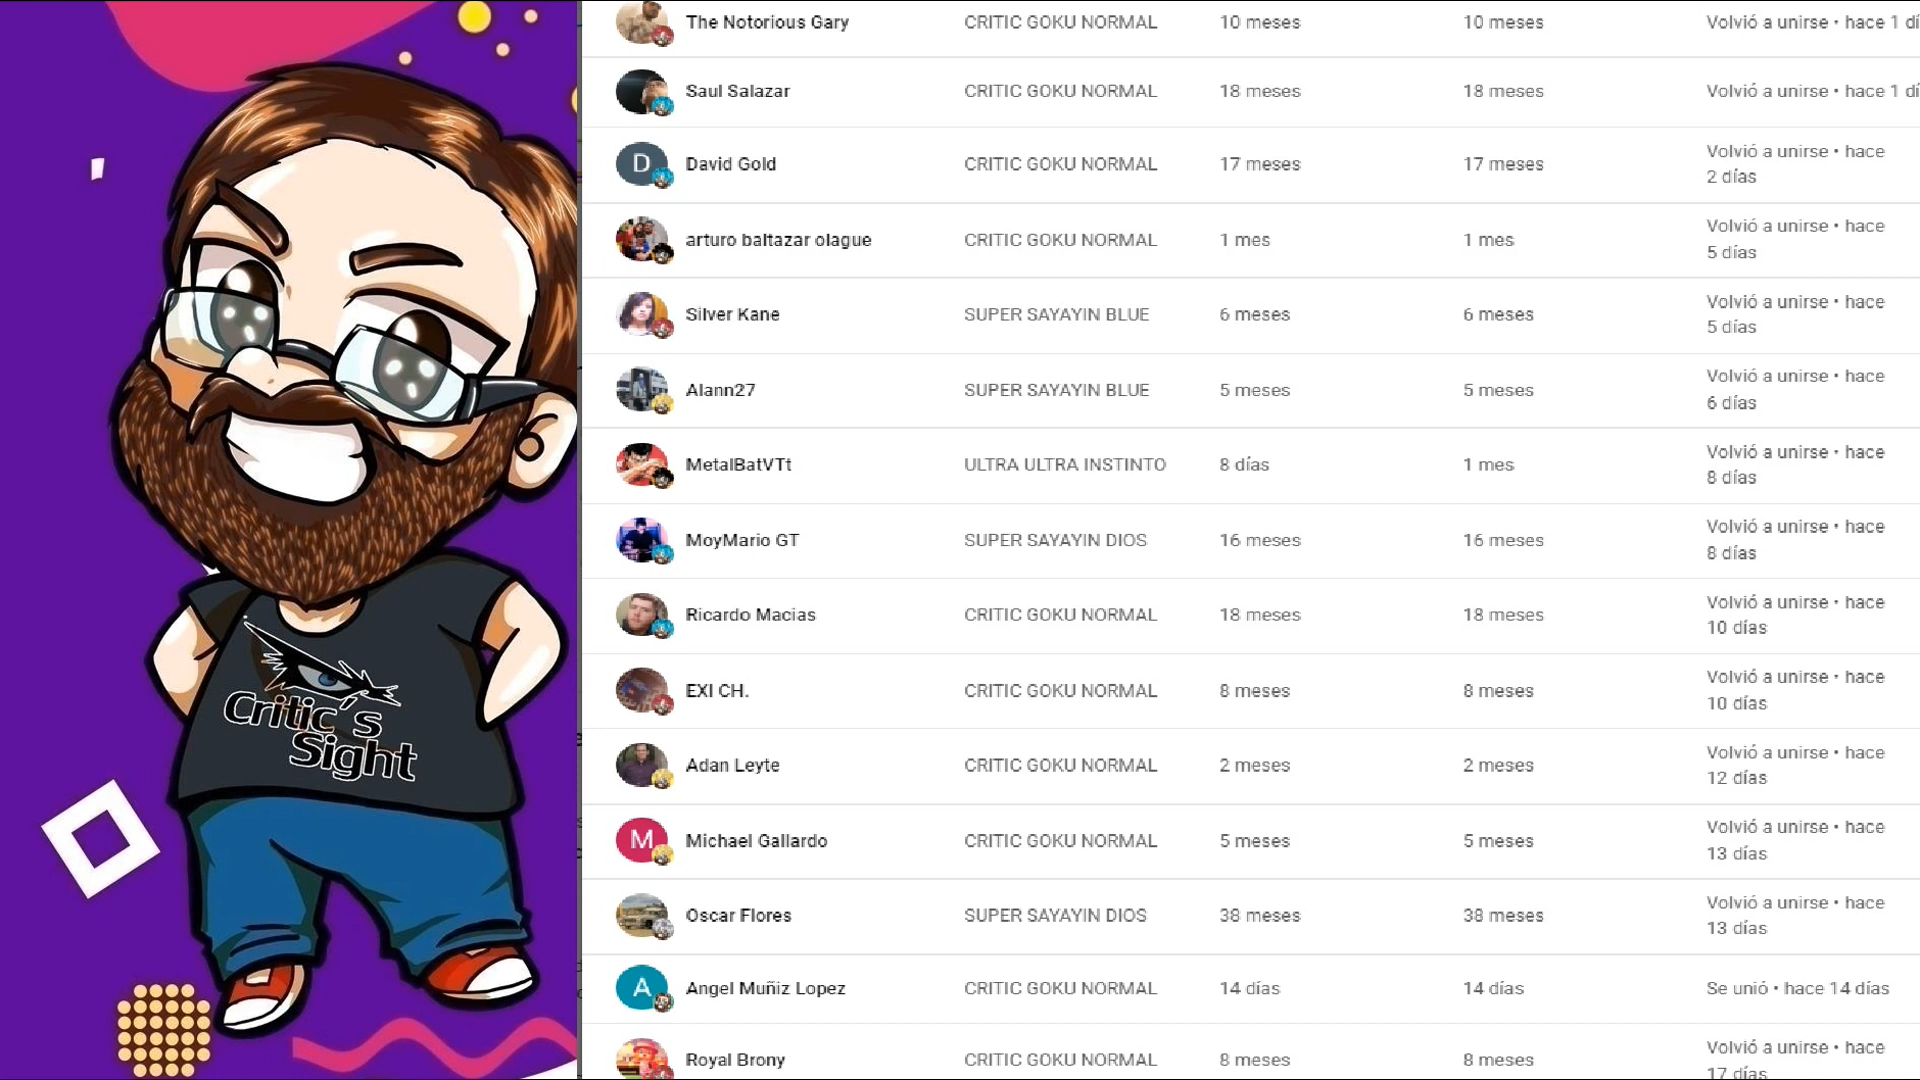 The Notorious Gary CRITIC GOKU NORMAL 10 meses 10 meses Volvió a unirse • hace 1 dí
Saul Salazar CRITIC GOKU NORMAL 18 meses 18 meses Volvió a unirse • hace 1 dí
D David Gold CRITIC GOKU NORMAL 17 meses 17 meses Volvió a unirse • hace
2 días
arturo baltazar olague CRITIC GOKU NORMAL 1 mes 1 mes Volvió a unirse • hace
5 días
Silver Kane SUPER SAYAYIN BLUE 6 meses 6 meses Volvió a unirse • hace
5 días
Alann27 SUPER SAYAYIN BLUE 5 meses 5 meses Volvió a unirse • hace
6 días
MetalBatVTt ULTRA ULTRA INSTINTO 8 días 1 mes Volvió a unirse • hace
8 días
MoyMario GT SUPER SAYAYIN DIOS 16 meses 16 meses Volvió a unirse • hace
8 días
Ricardo Macias CRITIC GOKU NORMAL 18 meses 18 meses Volvió a unirse • hace
10 días
EXI CH. CRITIC GOKU NORMAL 8 meses 8 meses Volvió a unirse • hace
10 días
Adan Leyte CRITIC GOKU NORMAL 2 meses 2 meses Volvió a unirse • hace
12 días
M Michael Gallardo CRITIC GOKU NORMAL 5 meses 5 meses Volvió a unirse • hace
13 días
Oscar Flores SUPER SAYAYIN DIOS 38 meses 38 meses Volvió a unirse • hace
13 días
A Angel Muñiz Lopez CRITIC GOKU NORMAL 14 días 14 días Se unió • hace 14 días
Royal Brony CRITIC GOKU NORMAL 8 meses 8 meses Volvió a unirse • hace
17 días
Critic's
Sight